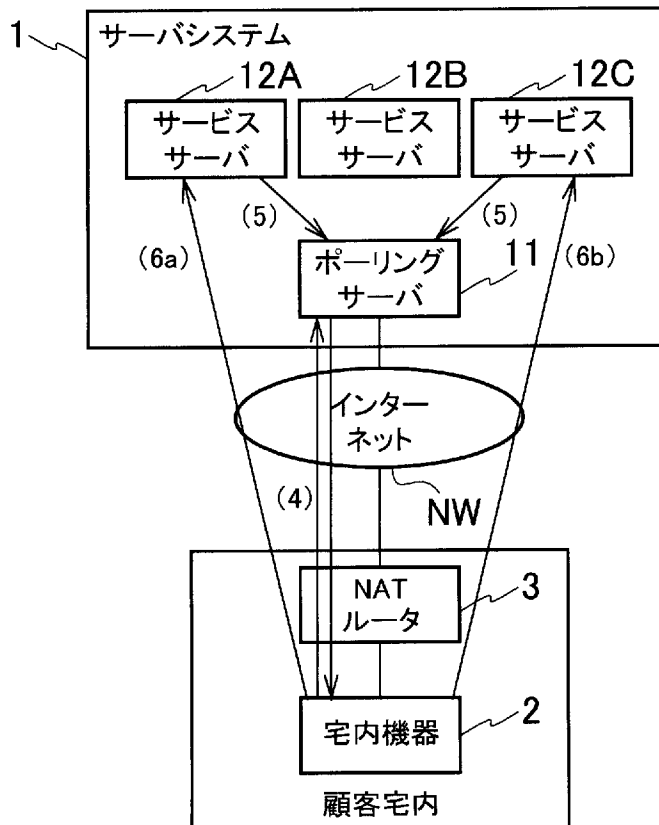 1
サーバシステム
12A
12B
12C
サービス
サーバ
サービス
サーバ
サービス
サーバ
(5)
(5)
(6a)
(6b)
ポーリング
サーバ
11
インター
ネット
(4)
NW
NAT
ルータ
3
宅内機器
2
顧客宅内